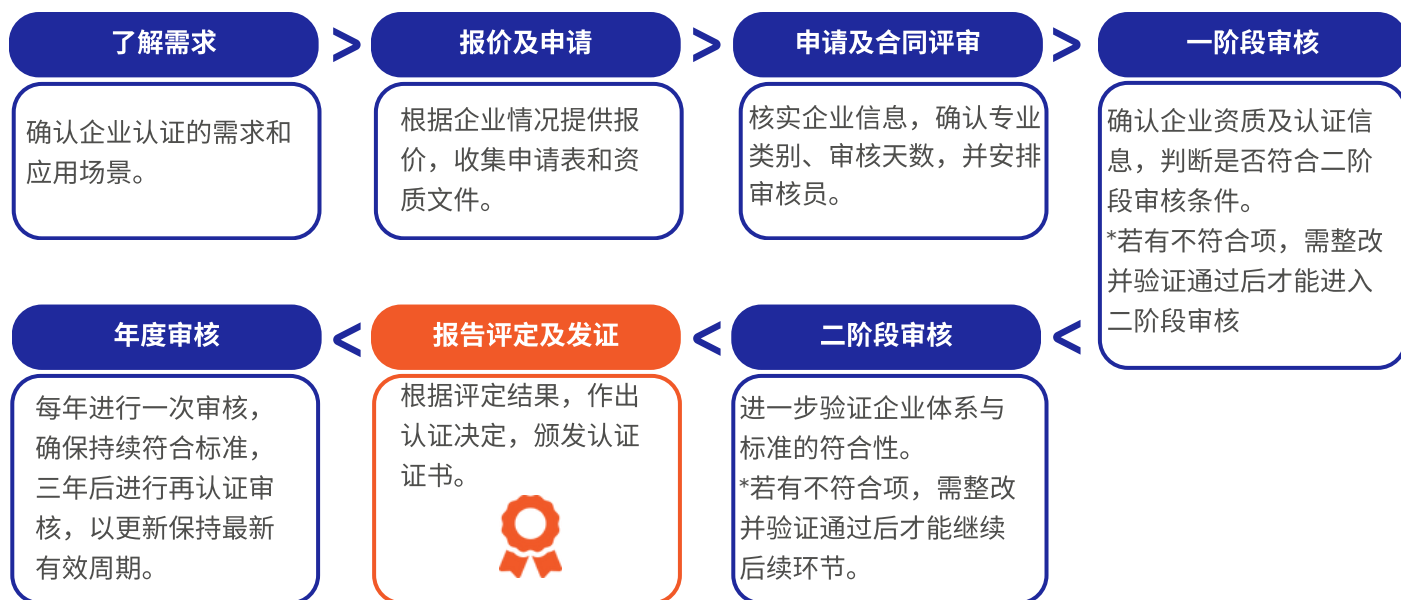 了解需求
>
报价及申请
>
申请及合同评审
>
一阶段审核
确认企业认证的需求和
应用场景。
根据企业情况提供报
价，收集申请表和资
质文件。
核实企业信息，确认专业
类别、审核天数，并安排
审核员。
确认企业资质及认证信
息，判断是否符合二阶
段审核条件。
*若有不符合项，需整改
并验证通过后才能进入
二阶段审核
<
二阶段审核
进一步验证企业体系与
标准的符合性。
*若有不符合项，需整改
并验证通过后才能继续
后续环节。
<
报告评定及发证
根据评定结果，作出
认证决定，颁发认证
证书。
<
年度审核
每年进行一次审核，
确保持续符合标准，
三年后进行再认证审
核，以更新保持最新
有效周期。